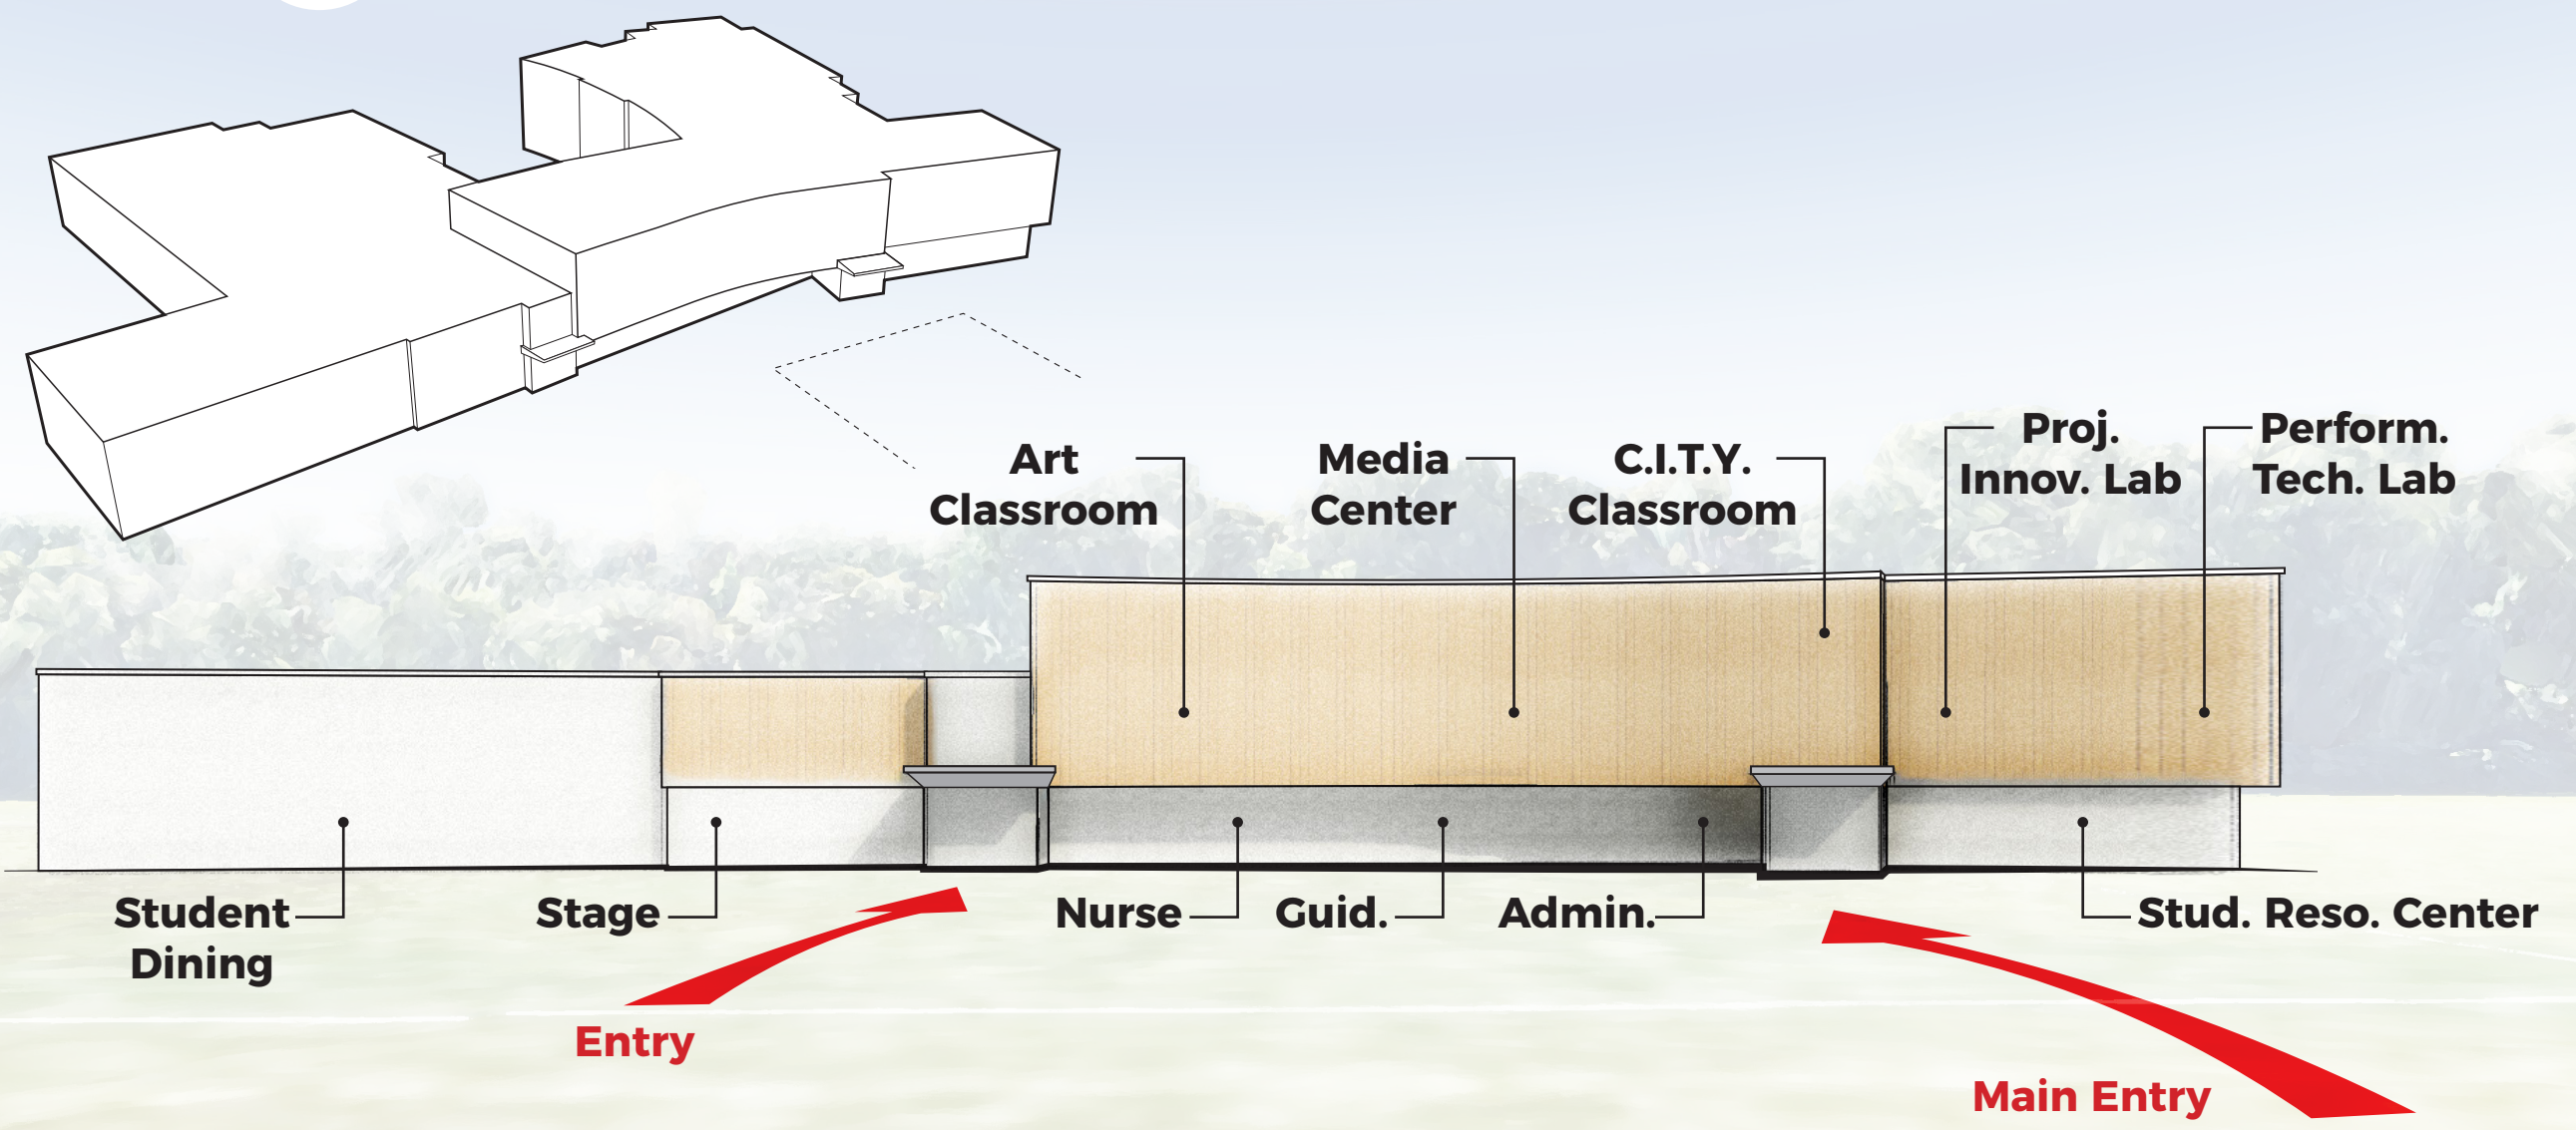 Art
Classroom
Media
Center
C.I.T.Y.
Classroom
Proj.
Innov. Lab
Perform.
Tech. Lab
Student
Dining
Stage
Nurse
Guid.
Admin.
Stud. Reso. Center
Entry
Main Entry